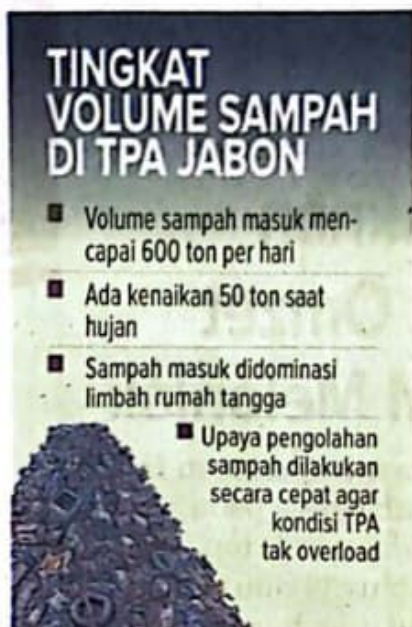 TINGKAT
VOLUME SAMPAH
DI TPA JABON
Volume sampah masuk men-
capai 600 ton per hari
Ada kenaikan 50 ton saat
hujan
Sampah masuk didominasi
limbah rumah tangga
Upaya pengolahan
sampah dilakukan
secara cepat agar
kondisi TPA
tak overload